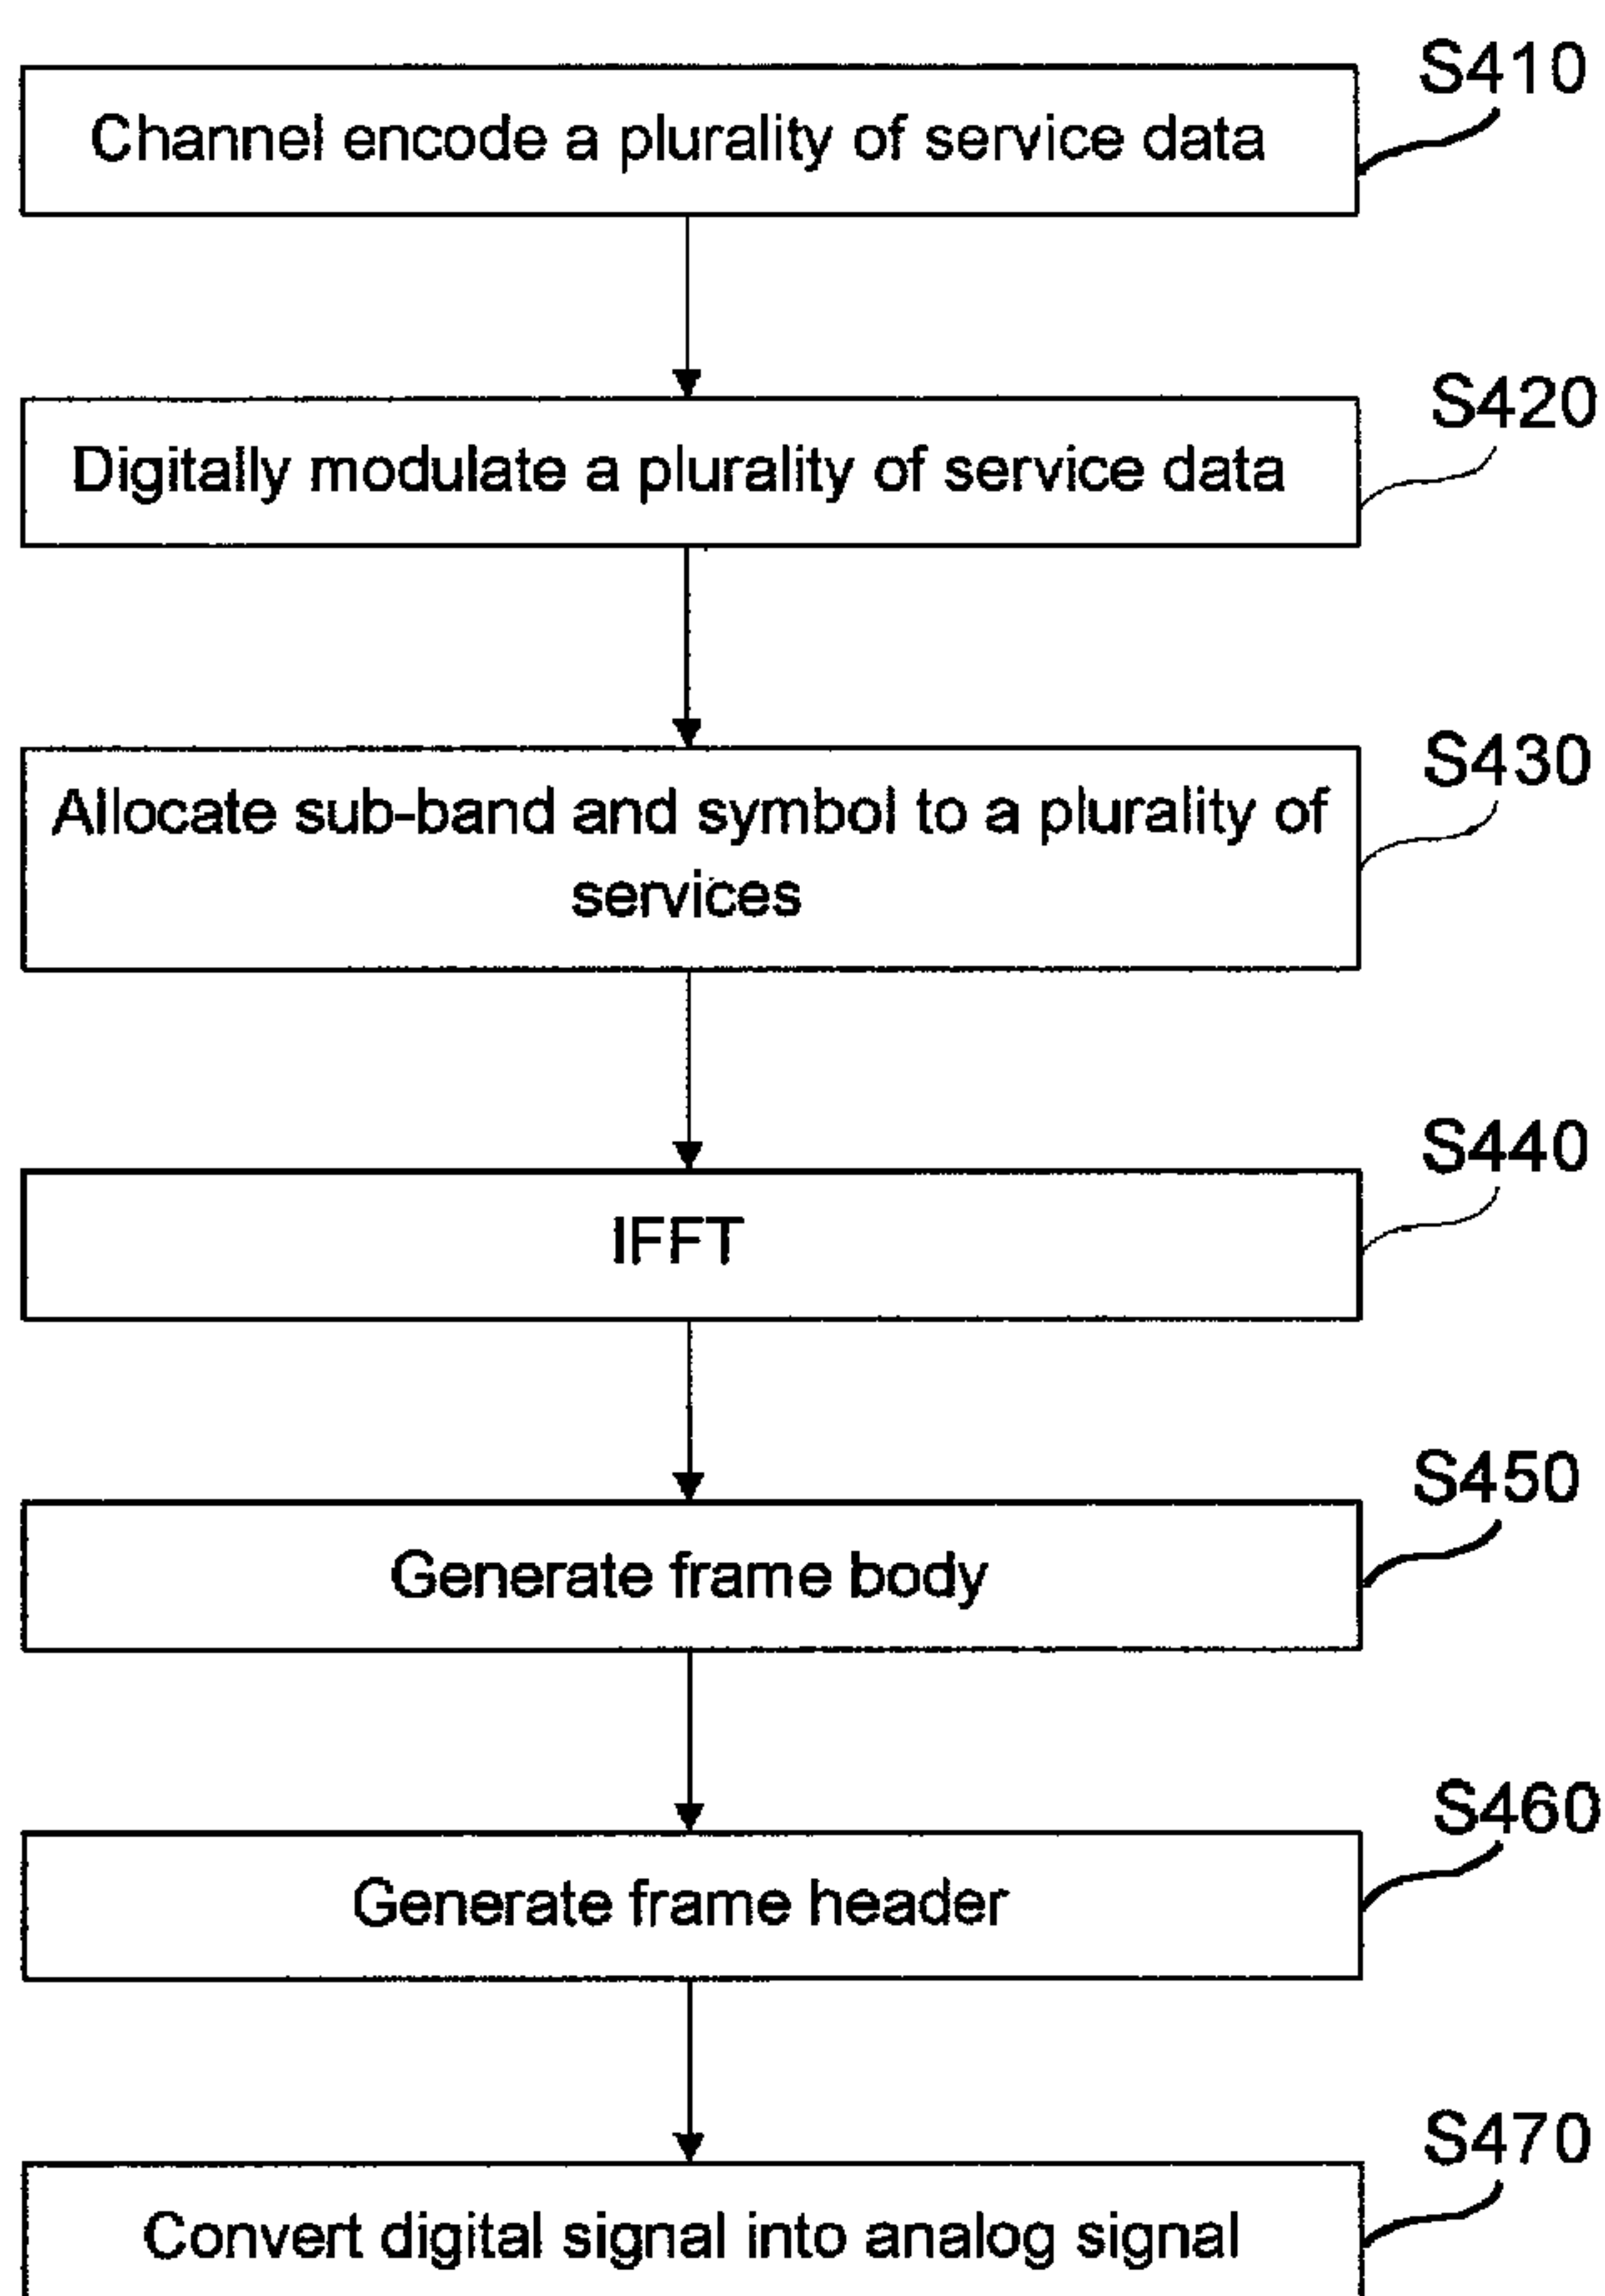 S410
Channel encode a plurality of service data
S420
Digitally modulate a plurality of service data
S430
Allocate sub-band and symbol to a plurality of
services
S440
IFFT
S450
Generate frame body
S460
Generate frame header
S470
Convert digital signal into analog signal